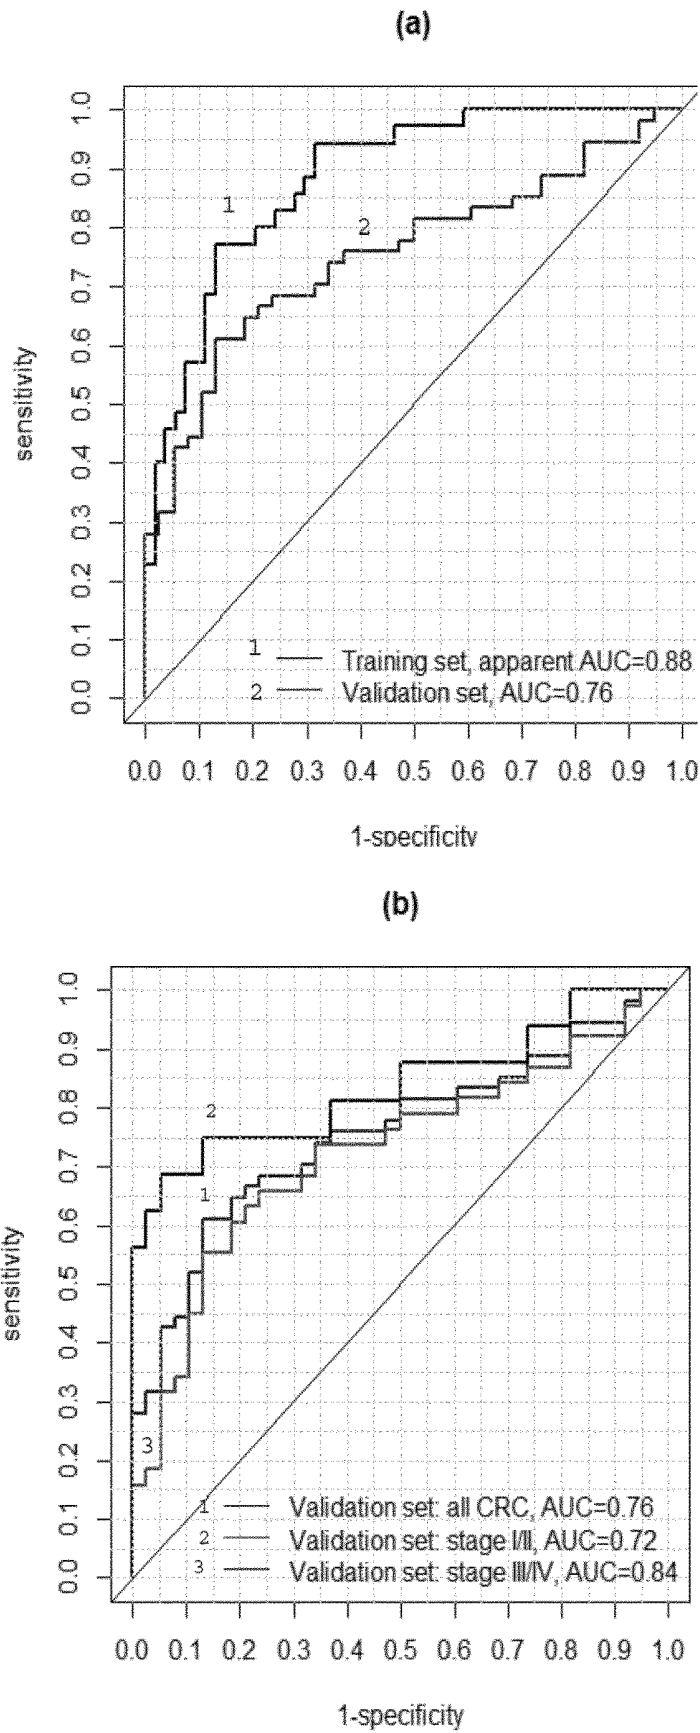 (a)
1.0
0.9
0.8
0.7
0.6
0.5
0.4
0.3
0.2
0.1
0.0
sensitivity
1
2
1 Training set, apparent AUC=0.88
2 Validation set, AUC=0.76
0.0 0.1 0.2 0.3 0.4 0.5 0.6 0.7 0.8 0.9 1.0
1-specificity
(b)
1.0
0.9
0.8
0.7
0.6
0.5
0.4
0.3
0.2
0.1
0.0
sensitivity
2
1
3
1 Validation set: all CRC, AUC=0.76
2 Validation set: stage I/II, AUC=0.72
3 Validation set: stage III/IV, AUC=0.84
0.0 0.1 0.2 0.3 0.4 0.5 0.6 0.7 0.8 0.9 1.0
1-specificity